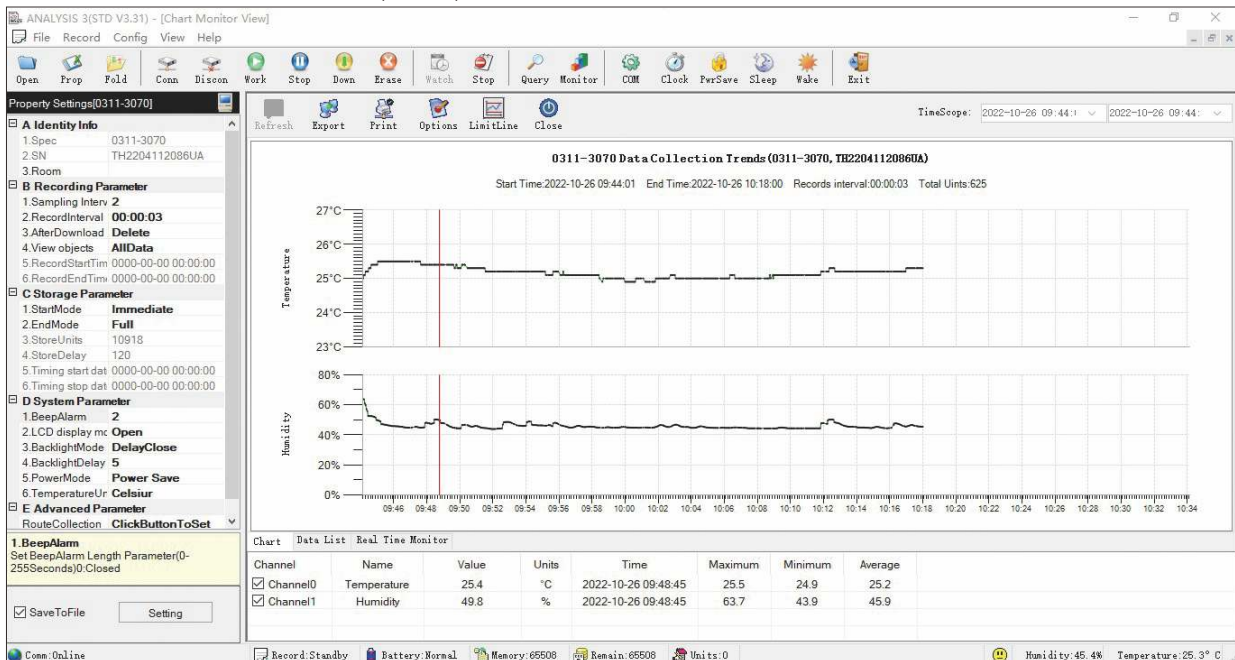 ANALYSIS 3(STD V3.31) - [Chart Monitor View]
File Record Config View Help
Open Prop Fold Conn Discon Work Stop Down Erase Watch Stop Query Monitor COM Clock PwrSave Sleep Wake Exit
Property Settings[0311-3070]
A Identity Info
1.Spec 0311-3070
2.SN TH2204112086UA
3.Room
B Recording Parameter
1.Sampling Interv 2
2.RecordInterval 00:00:03
3.AfterDownload Delete
4.View objects AllData
5.RecordStartTim 0000-00-00 00:00:00
6.RecordEndTim 0000-00-00 00:00:00
C Storage Parameter
1.StartMode Immediate
2.EndMode Full
3.StoreUnits 10918
4.StoreDelay 120
5.Timing start dat 0000-00-00 00:00:00
6.Timing stop dat 0000-00-00 00:00:00
D System Parameter
1.BeepAlarm 2
2.LCD display mo Open
3.BacklightMode DelayClose
4.BacklightDelay 5
5.PowerMode Power Save
6.TemperatureUr Celsiur
E Advanced Parameter
RouteCollection ClickButtonToSet
1.BeepAlarm
Set BeepAlarm Length Parameter(0-
255Seconds)0:Closed
SaveToFile Setting
Refresh Export Print Options LimitLine Close
TimeScope: 2022-10-26 09:44:( 2022-10-26 09:44:
0311-3070 Data Collection Trends(0311-3070, TH2204112086UA)
Start Time:2022-10-26 09:44:01 End Time:2022-10-26 10:18:00 Records interval:00:00:03 Total Uints:625
Temperature
27°C
26°C
25°C
24°C
23°C
Humidity
80%
60%
40%
20%
0%
09:46 09:48 09:50 09:52 09:54 09:56 09:58 10:00 10:02 10:04 10:06 10:08 10:10 10:12 10:14 10:16 10:18 10:20 10:22 10:24 10:26 10:28 10:30 10:32 10:34
Chart Data List Real Time Monitor
Channel Name Value Units Time Maximum Minimum Average
Channel0 Temperature 25.4 °C 2022-10-26 09:48:45 25.5 24.9 25.2
Channel1 Humidity 49.8 % 2022-10-26 09:48:45 63.7 43.9 45.9
Comm:Online Record:Standby Battery:Normal Memory:65508 Remain:65508 Units:0 Humidity:45.4% Temperature:25.3° C